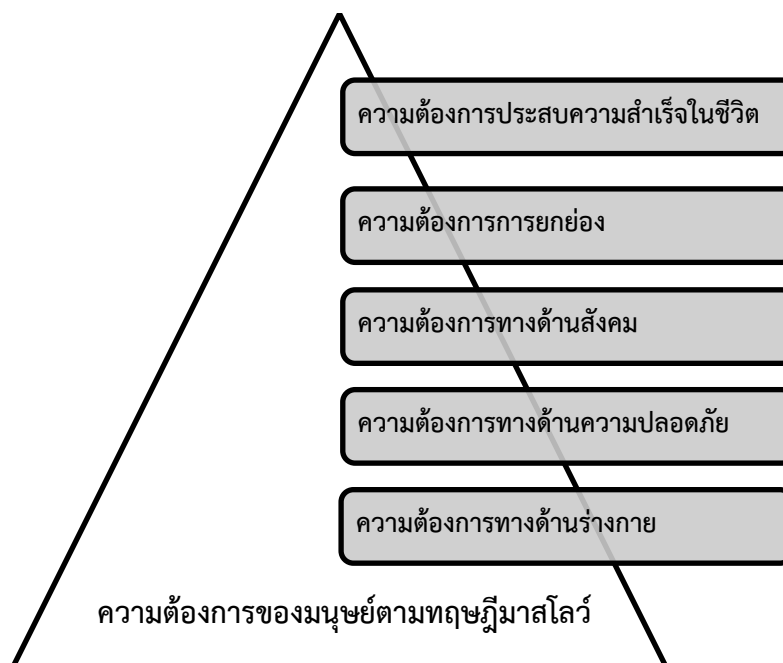 ความต้องการประสบความสำเร็จในชีวิต
ความต้องการการยกย่อง
ความต้องการทางด้านสังคม
ความต้องการทางด้านความปลอดภัย
ความต้องการทางด้านร่างกาย
ความต้องการของมนุษย์ตามทฤษฎีมาสโลว์